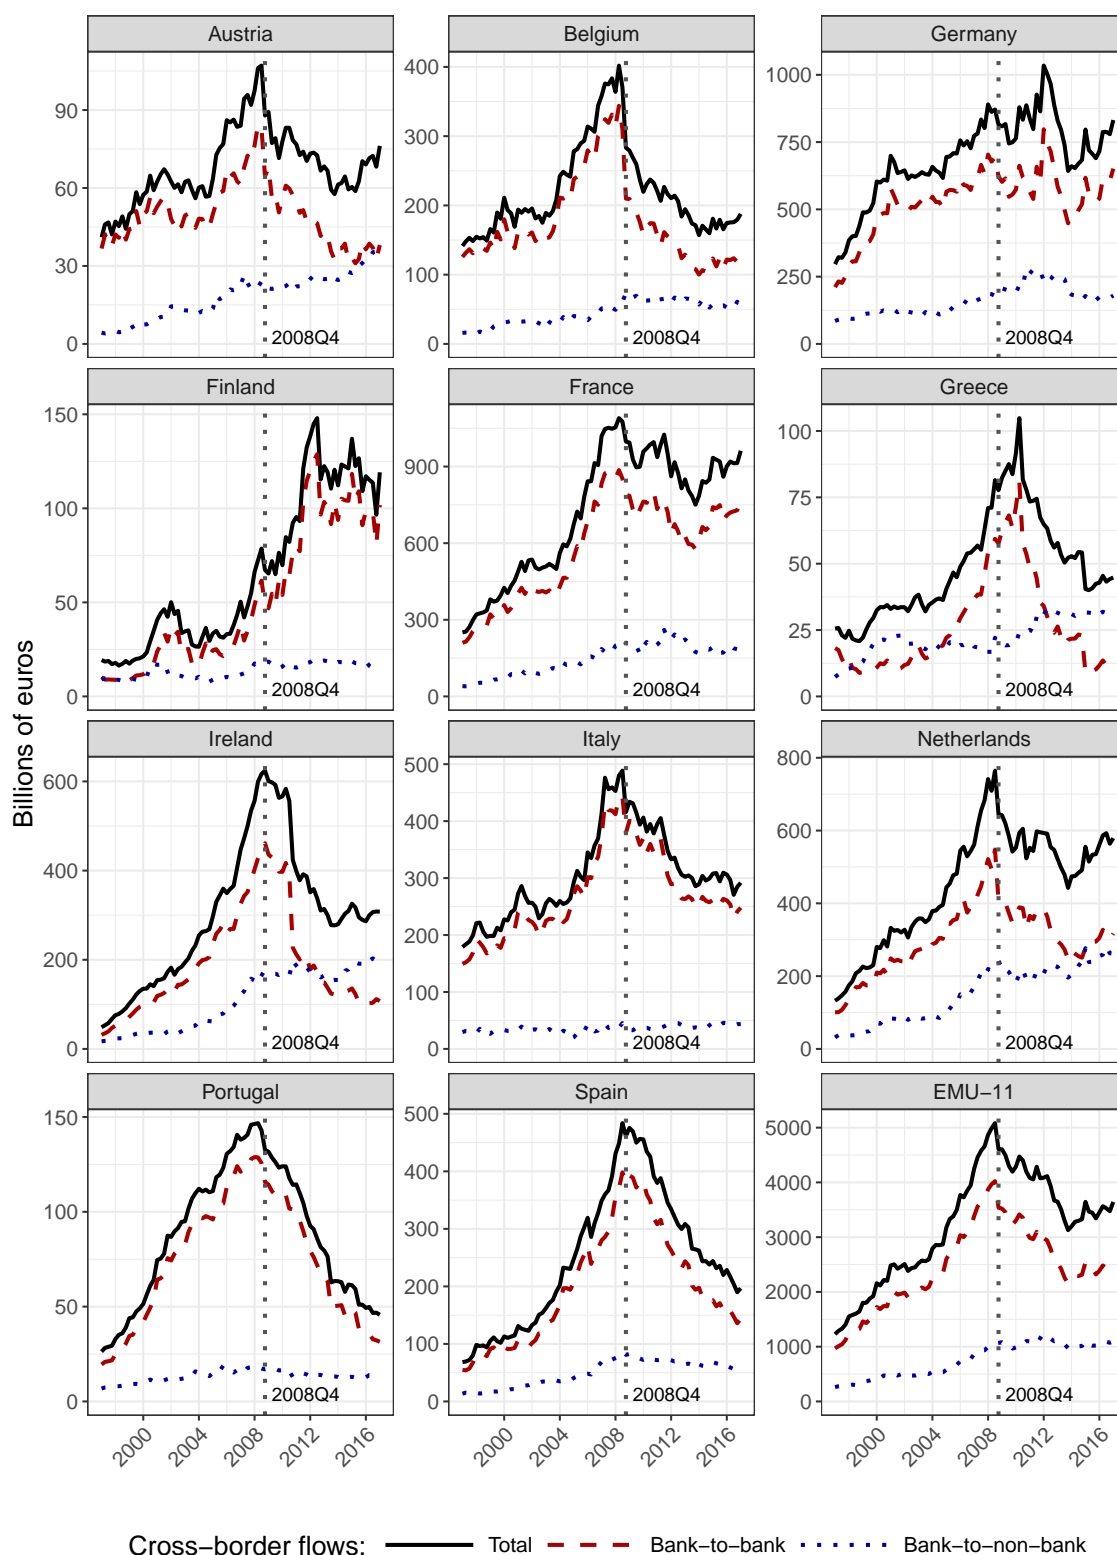 Billions of euros
Austria
Belgium
Germany
90
60
30
0
2008Q4
400
300
200
100
0
2008Q4
1000
750
500
250
0
2008Q4
Finland
France
Greece
150
100
50
0
2008Q4
900
600
300
0
2008Q4
100
75
50
25
0
2008Q4
Ireland
Italy
Netherlands
600
400
200
0
2008Q4
500
400
300
200
100
0
2008Q4
800
600
400
200
0
2008Q4
Portugal
Spain
EMU−11
150
100
50
0
2008Q4
500
400
300
200
100
0
2008Q4
5000
4000
3000
2000
1000
0
2008Q4
2000 2004 2008 2012 2016
2000 2004 2008 2012 2016
2000 2004 2008 2012 2016
Cross−border flows: Total Bank−to−bank Bank−to−non−bank